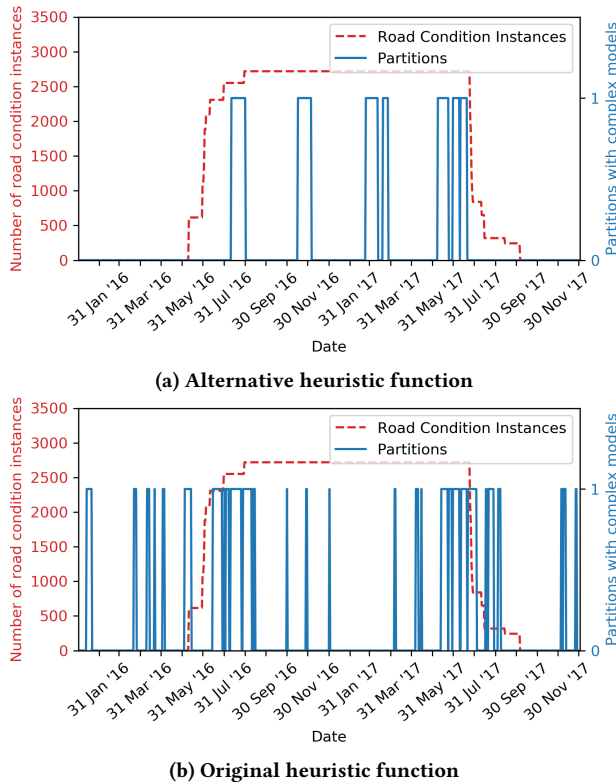 3500
3000
2500
2000
1500
1000
500
0
Number of road condition instances
Road Condition Instances
Partitions
1
0
Partitions with complex models
31 Jan '16
31 Mar '16
31 May '16
31 Jul '16
30 Sep '16
30 Nov '16
31 Jan '17
31 Mar '17
31 May '17
31 Jul '17
30 Sep '17
30 Nov '17
Date
(a) Alternative heuristic function
3500
3000
2500
2000
1500
1000
500
0
Number of road condition instances
Road Condition Instances
Partitions
1
0
Partitions with complex models
31 Jan '16
31 Mar '16
31 May '16
31 Jul '16
30 Sep '16
30 Nov '16
31 Jan '17
31 Mar '17
31 May '17
31 Jul '17
30 Sep '17
30 Nov '17
Date
(b) Original heuristic function